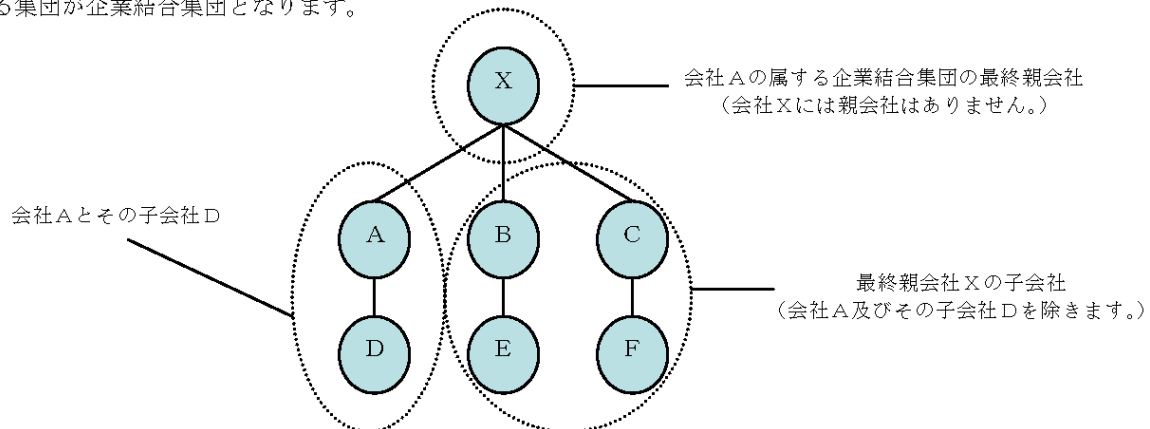 る集団が企業結合集団となります。
X
会社Aの属する企業結合集団の最終親会社
(会社Xには親会社はありません。)
会社Aとその子会社D
A
B
C
最終親会社Xの子会社
(会社A及びその子会社Dを除きます。)
D
E
F